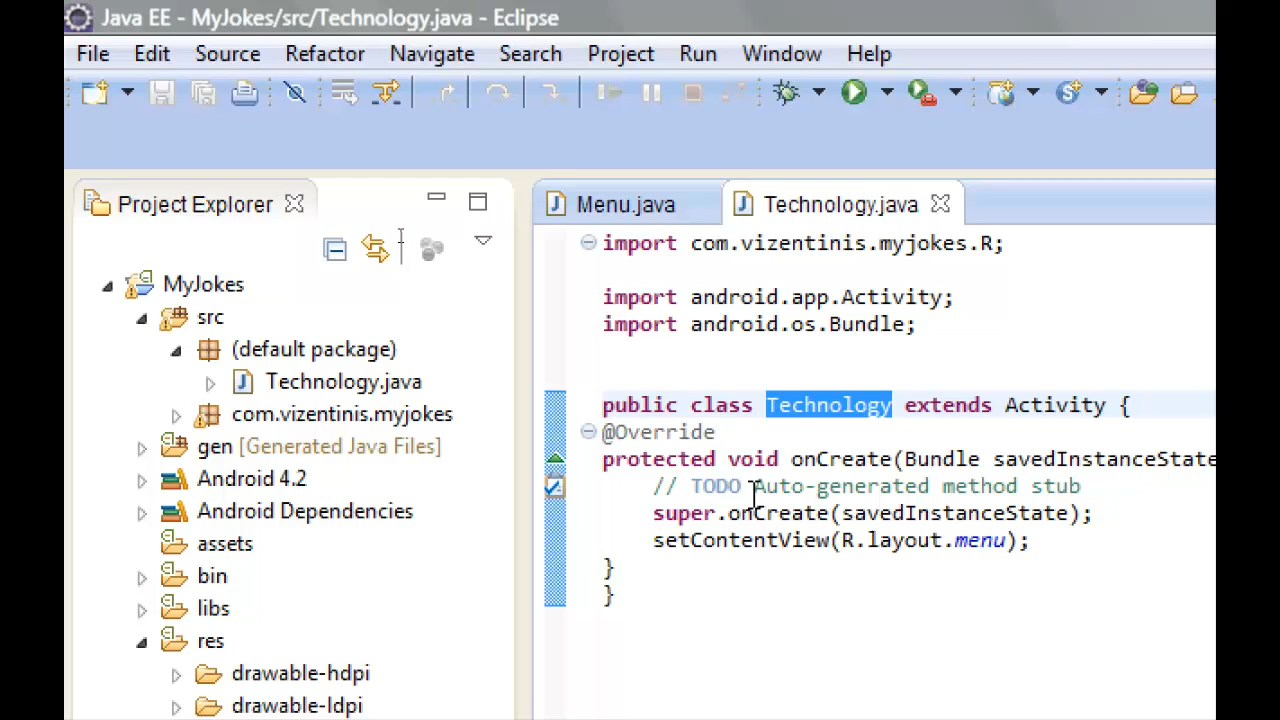 Java EE - MyJokes/src/Technology.java - Eclipse
File Edit Source Refactor Navigate Search Project Run Window Help
Project Explorer
MyJokes
src
(default package)
Technology.java
com.vizentinis.myjokes
gen [Generated Java Files]
Android 4.2
Android Dependencies
assets
bin
libs
res
drawable-hdpi
drawable-ldpi
Menu.java Technology.java
import com.vizentinis.myjokes.R;
import android.app.Activity;
import android.os.Bundle;
public class Technology extends Activity {
@Override
protected void onCreate(Bundle savedInstanceState
// TODO Auto-generated method stub
super.onCreate(savedInstanceState);
setContentView(R.layout.menu);
}
}